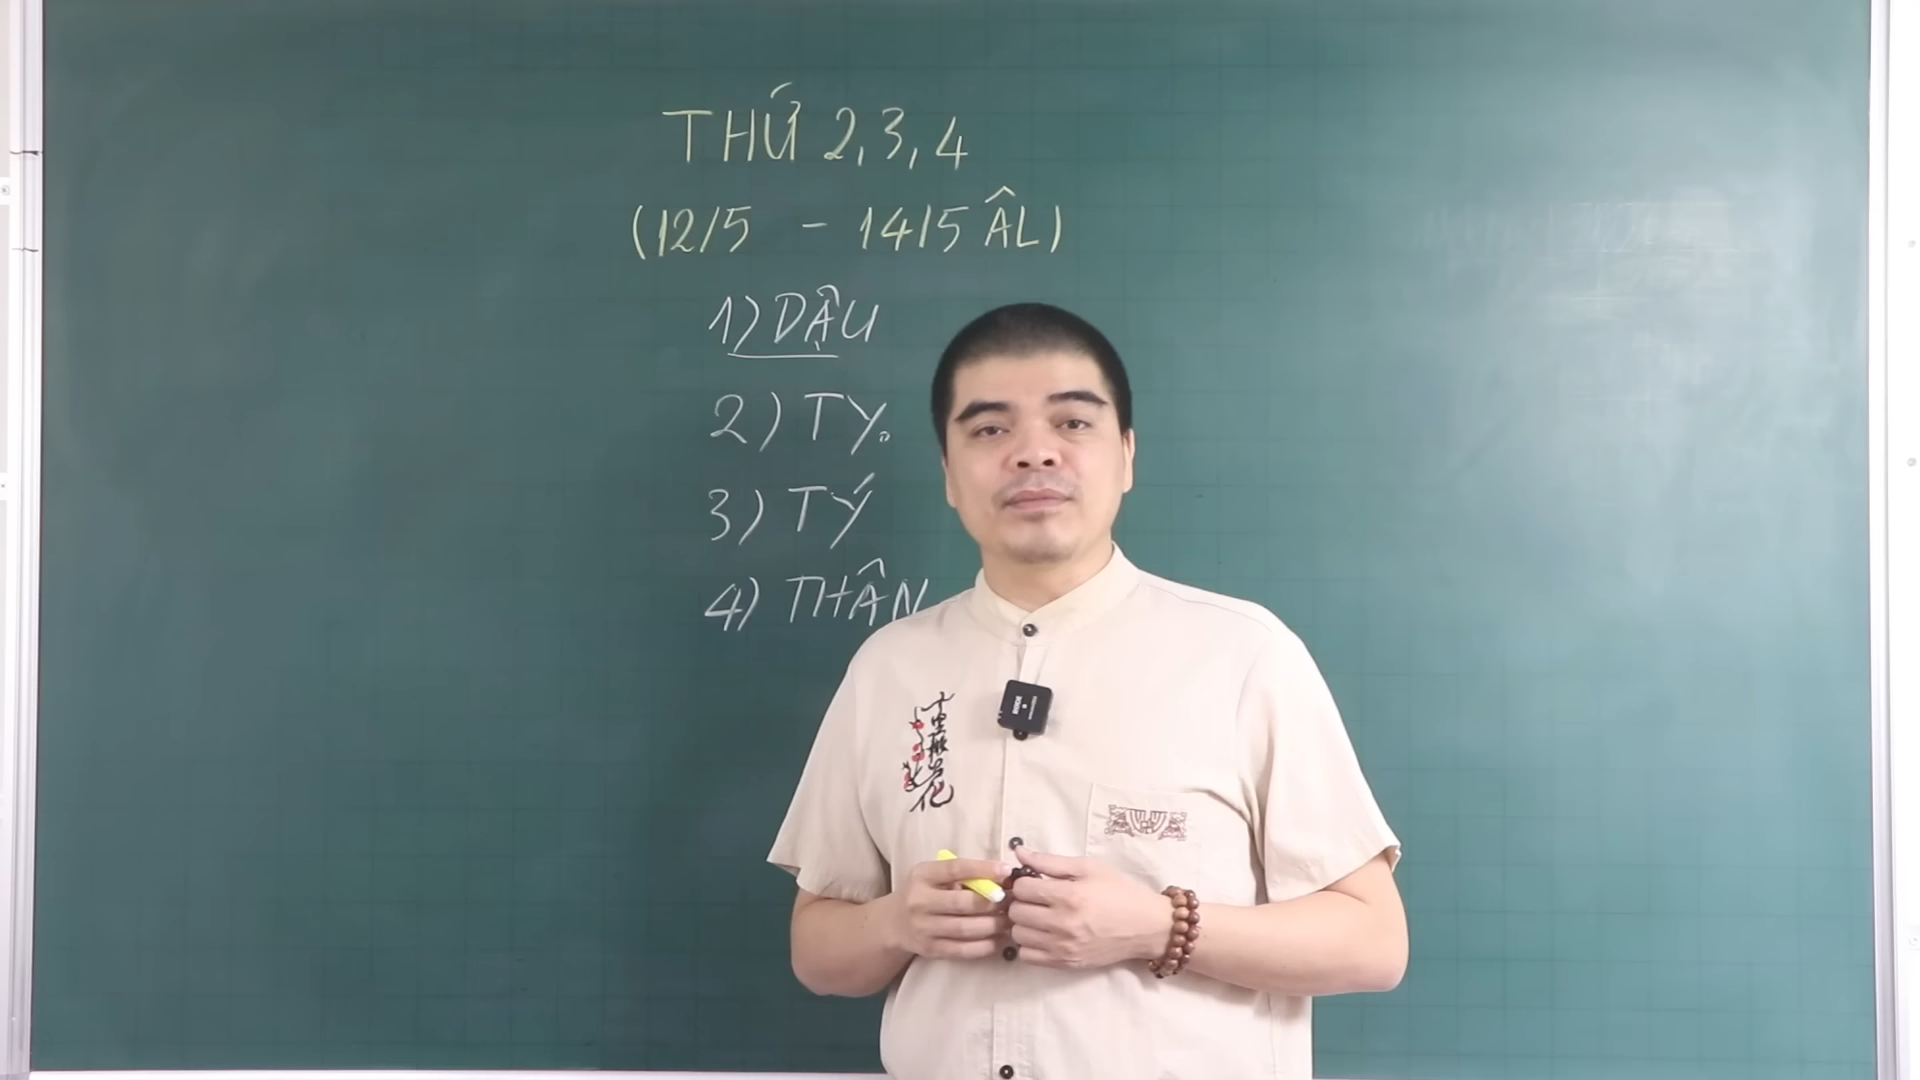 THỨ 2, 3, 4
(12/5 - 14/5 ÂL)
1) DẬU
2) TỴ
3) TÝ
4) THÂN